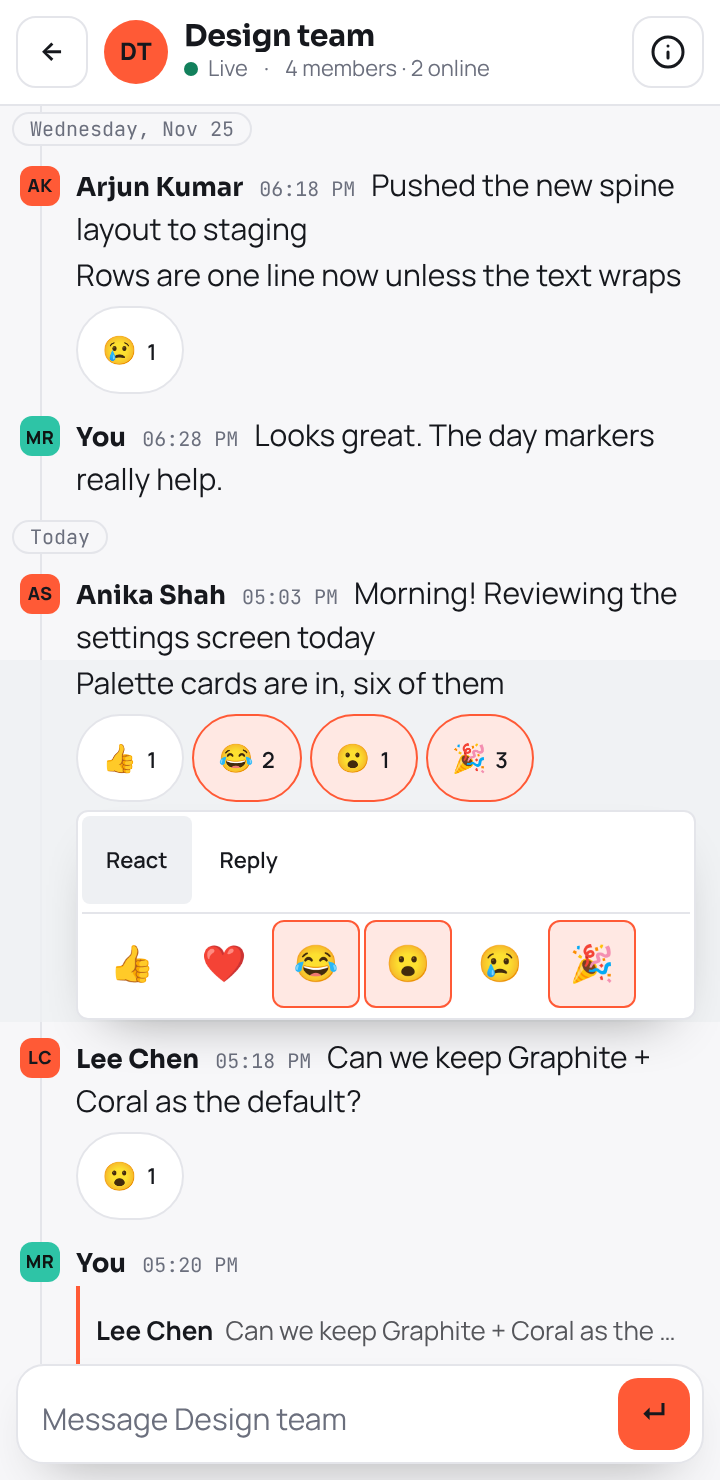 DT
Design team
Live · 4 members · 2 online
Wednesday, Nov 25
AK Arjun Kumar 06:18 PM Pushed the new spine
layout to staging
Rows are one line now unless the text wraps
😢 1
MR You 06:28 PM Looks great. The day markers
really help.
Today
AS Anika Shah 05:03 PM Morning! Reviewing the
settings screen today
Palette cards are in, six of them
👍 1 😂 2 😮 1 🎉 3
React Reply
👍 ❤️ 😂 😮 😢 🎉
LC Lee Chen 05:18 PM Can we keep Graphite +
Coral as the default?
😮 1
MR You 05:20 PM
Lee Chen Can we keep Graphite + Coral as the ...
Message Design team